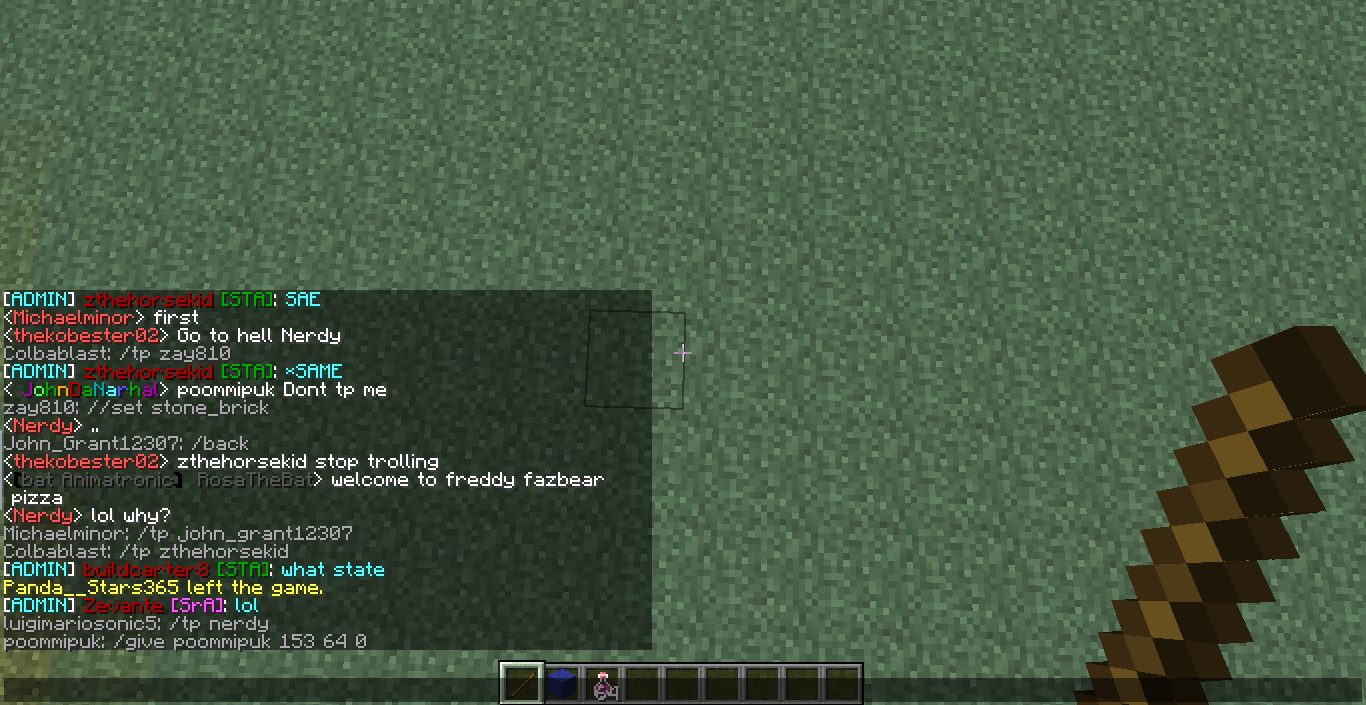 [ADMIN] zthehorsekid [STA]: SAE
<Michaelminor> first
<thekobester02> Go to hell Nerdy
Colbablast: /tp zay810
[ADMIN] zthehorsekid [STA]: *SAME
< JohnDaNarhal> poommipuk Dont tp me
zay810: //set stone_brick
<Nerdy> ..
John_Grant12307: /back
<thekobester02> zthehorsekid stop trolling
<[bat Animatronic] RosaTheBat> welcome to freddy fazbear
pizza
<Nerdy> lol why?
Michaelminor: /tp john_grant12307
Colbablast: /tp zthehorsekid
[ADMIN] buildcarter8 [STA]: what state
Panda__Stars365 left the game.
[ADMIN] Zevante [SrA]: lol
luigimariosonic5: /tp nerdy
poommipuk: /give poommipuk 153 64 0